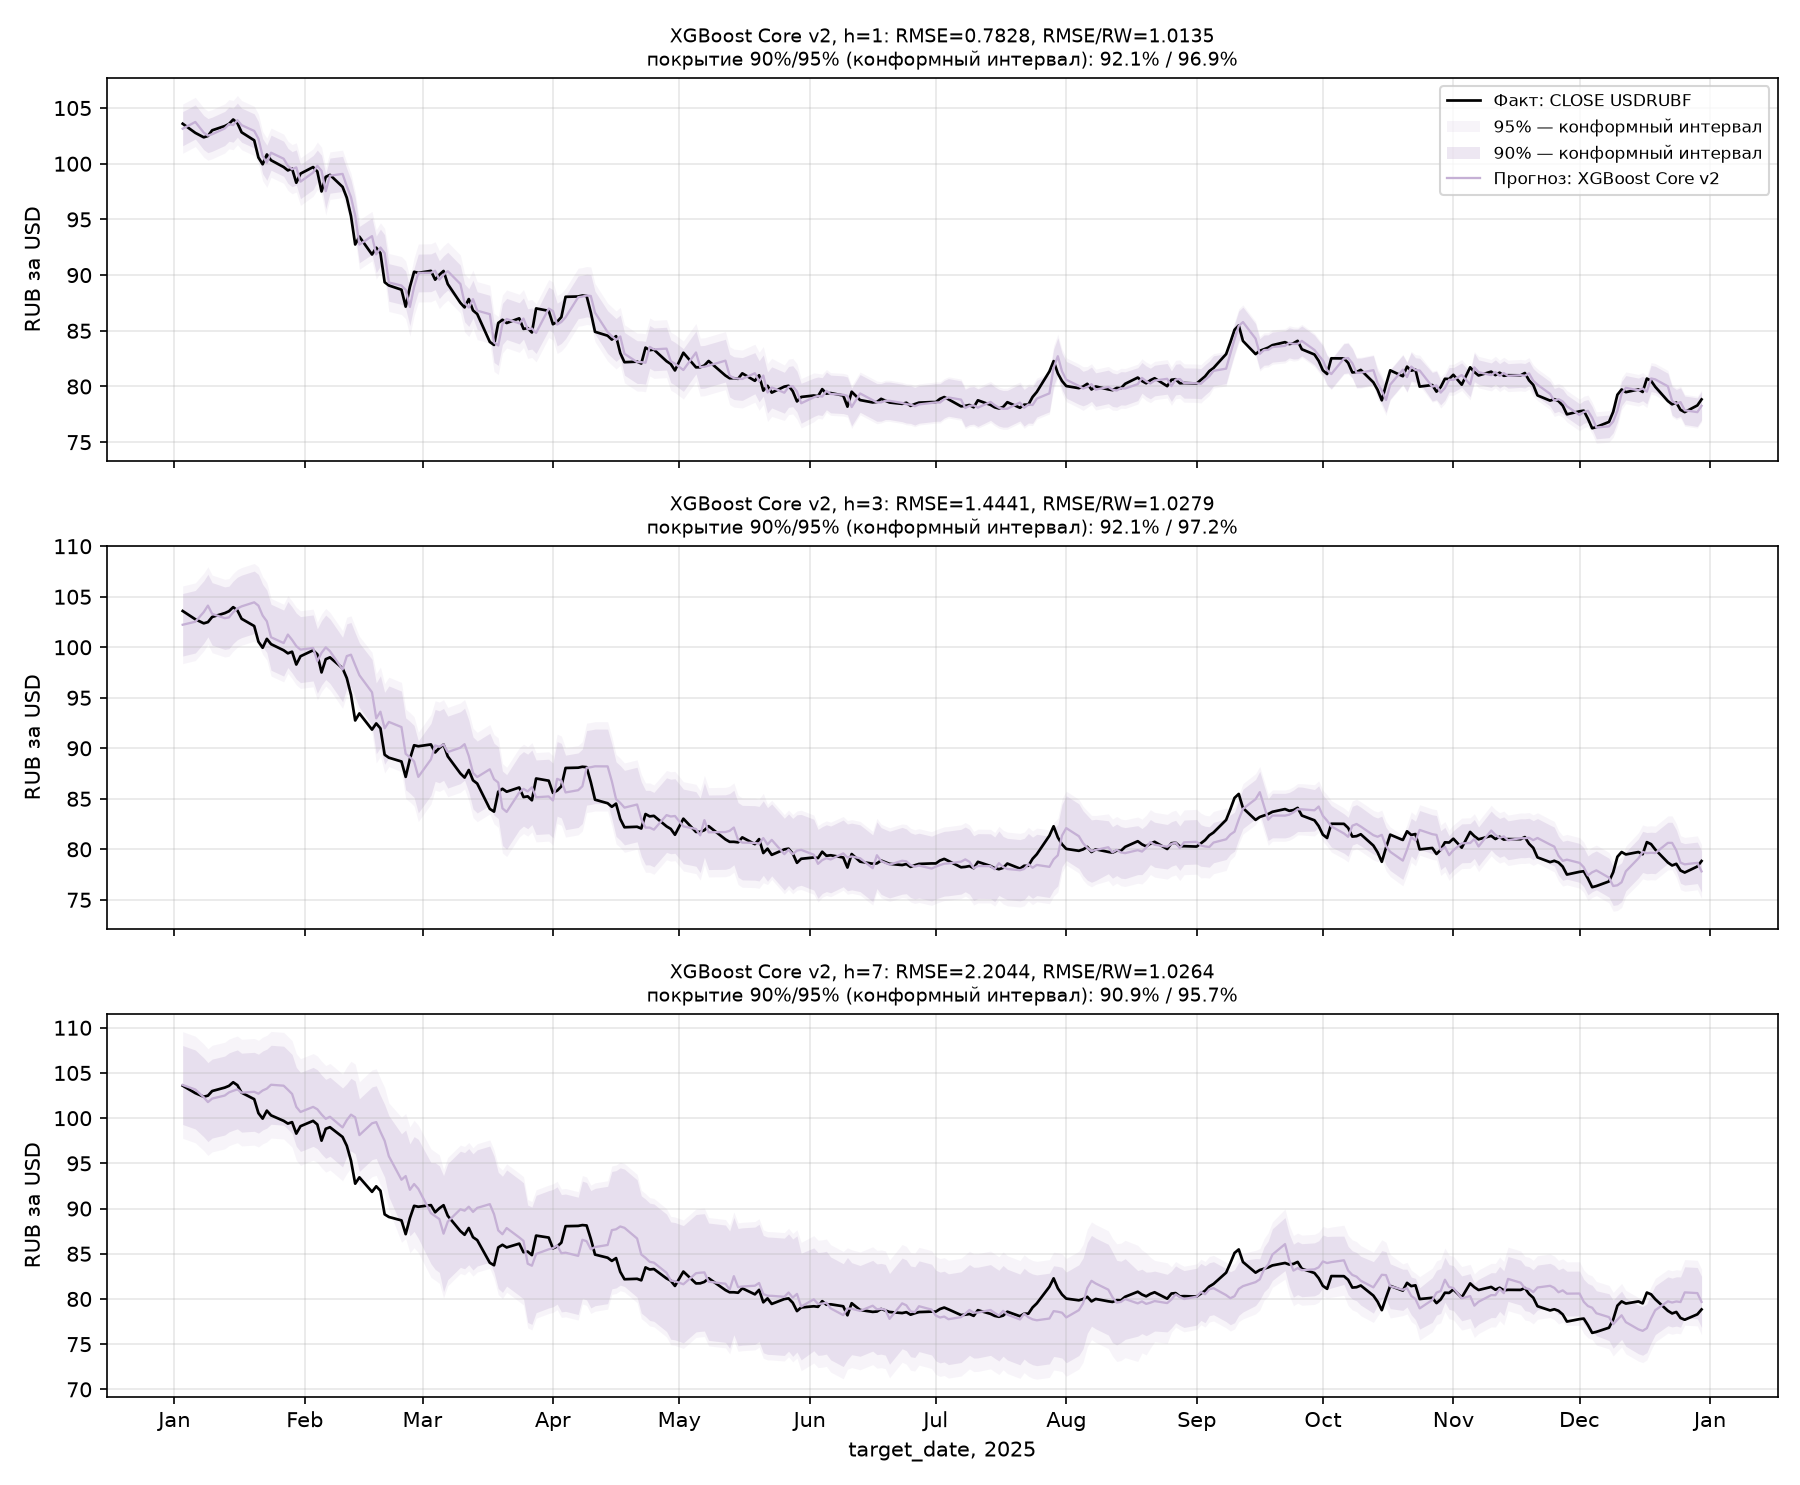 XGBoost Core v2, h=1: RMSE=0.7828, RMSE/RW=1.0135
покрытие 90%/95% (конформный интервал): 92.1% / 96.9%
105
100
95
90
85
80
75
RUB за USD
Факт: CLOSE USDRUBF
95% — конформный интервал
90% — конформный интервал
Прогноз: XGBoost Core v2
XGBoost Core v2, h=3: RMSE=1.4441, RMSE/RW=1.0279
покрытие 90%/95% (конформный интервал): 92.1% / 97.2%
110
105
100
95
90
85
80
75
RUB за USD
XGBoost Core v2, h=7: RMSE=2.2044, RMSE/RW=1.0264
покрытие 90%/95% (конформный интервал): 90.9% / 95.7%
110
105
100
95
90
85
80
75
70
RUB за USD
Jan Feb Mar Apr May Jun Jul Aug Sep Oct Nov Dec Jan
target_date, 2025